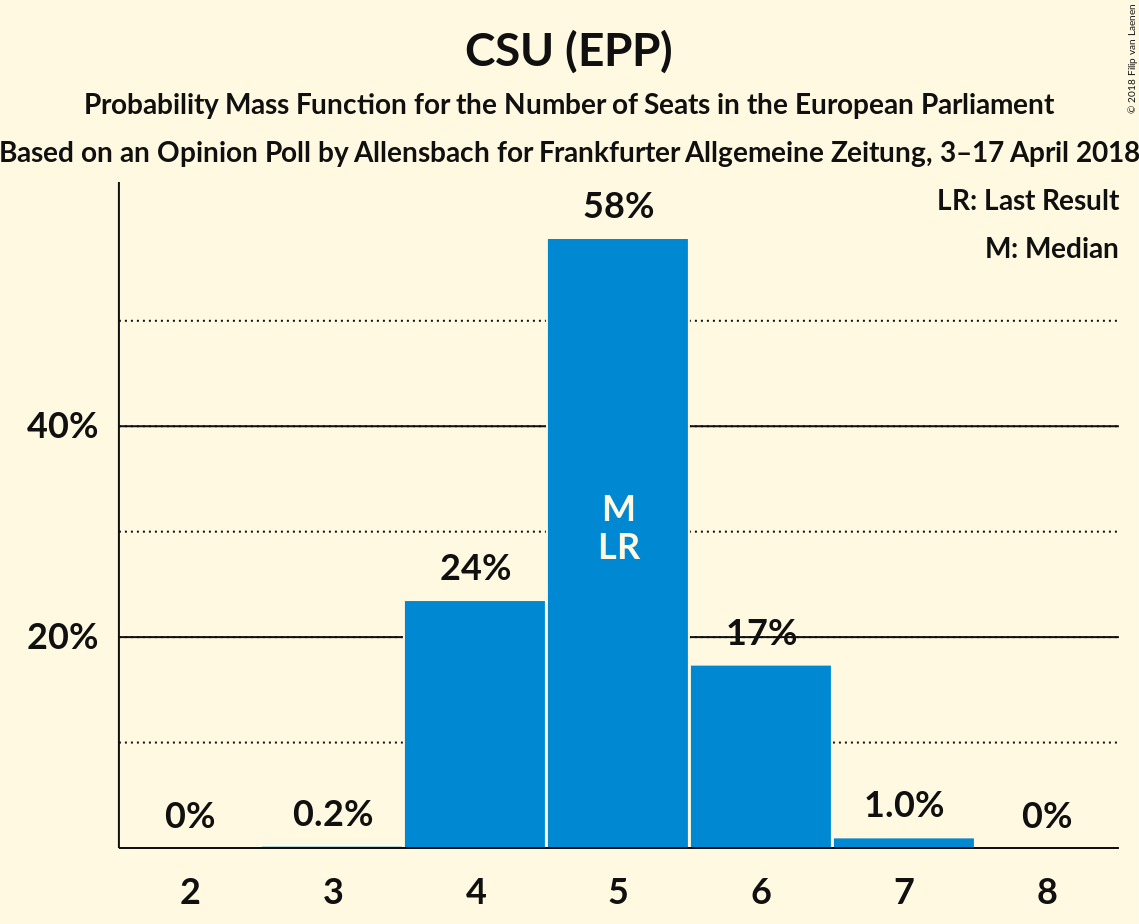 CSU (EPP)
Probability Mass Function for the Number of Seats in the European Parliament
Based on an Opinion Poll by Allensbach for Frankfurter Allgemeine Zeitung, 3–17 April 2018
© 2018 Filip van Laenen
LR: Last Result
M: Median
58%
40%
M
LR
24%
20%
17%
0%
0.2%
1.0%
0%
2 3 4 5 6 7 8